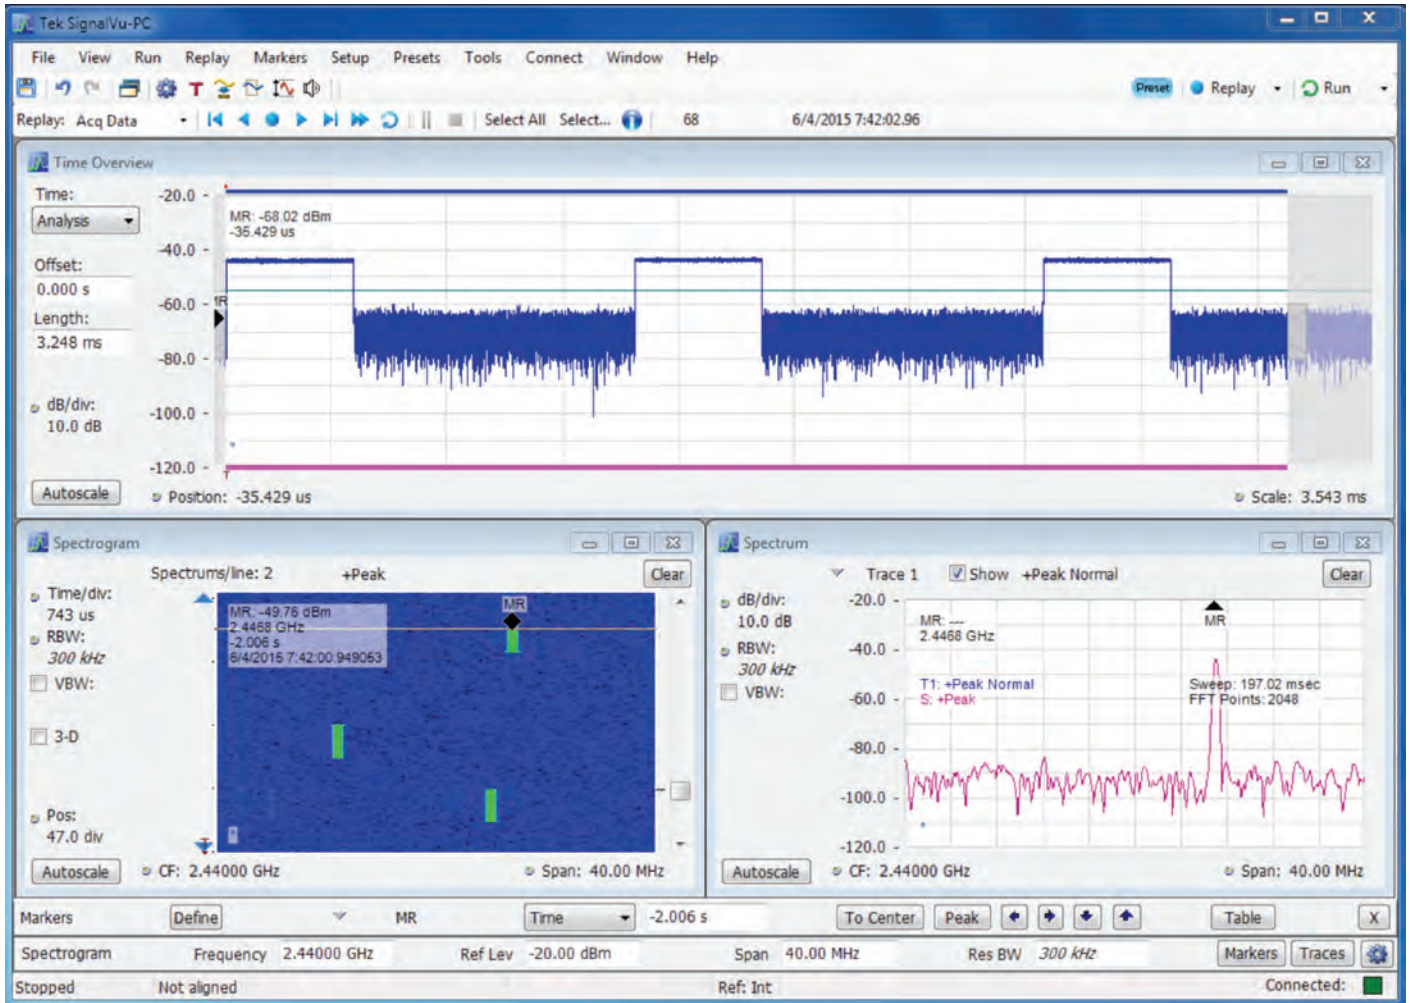 Tek SignalVu-PC
File View Run Replay Markers Setup Presets Tools Connect Window Help
T Preset Replay Run
Replay: Acq Data Select All Select... 68 6/4/2015 7:42:02.96
Time Overview
Time:
Analysis
Offset:
0.000 s
Length:
3.248 ms
dB/div:
10.0 dB
Autoscale
-20.0
-40.0
-60.0
-80.0
-100.0
-120.0
MR: -68.02 dBm
-35.429 us
T
Position: -35.429 us Scale: 3.543 ms
Spectrogram
Spectrums/line: 2 +Peak Clear
Time/div:
743 us
RBW:
300 kHz
VBW:
3-D
Pos:
47.0 div
Autoscale
MR: -49.76 dBm
2.4468 GHz
-2.006 s
6/4/2015 7:42:00.949053
MR
CF: 2.44000 GHz Span: 40.00 MHz
Spectrum
Trace 1 Show +Peak Normal Clear
dB/div:
10.0 dB
RBW:
300 kHz
VBW:
Autoscale
-20.0
-40.0
-60.0
-80.0
-100.0
-120.0
MR: ---
2.4468 GHz
MR
T1: +Peak Normal
S: +Peak
Sweep: 197.02 msec
FFT Points: 2048
CF: 2.44000 GHz Span: 40.00 MHz
Markers Define MR Time -2.006 s To Center Peak Table X
Spectrogram Frequency 2.44000 GHz Ref Lev -20.00 dBm Span 40.00 MHz Res BW 300 kHz Markers Traces
Stopped Not aligned Ref: Int Connected: